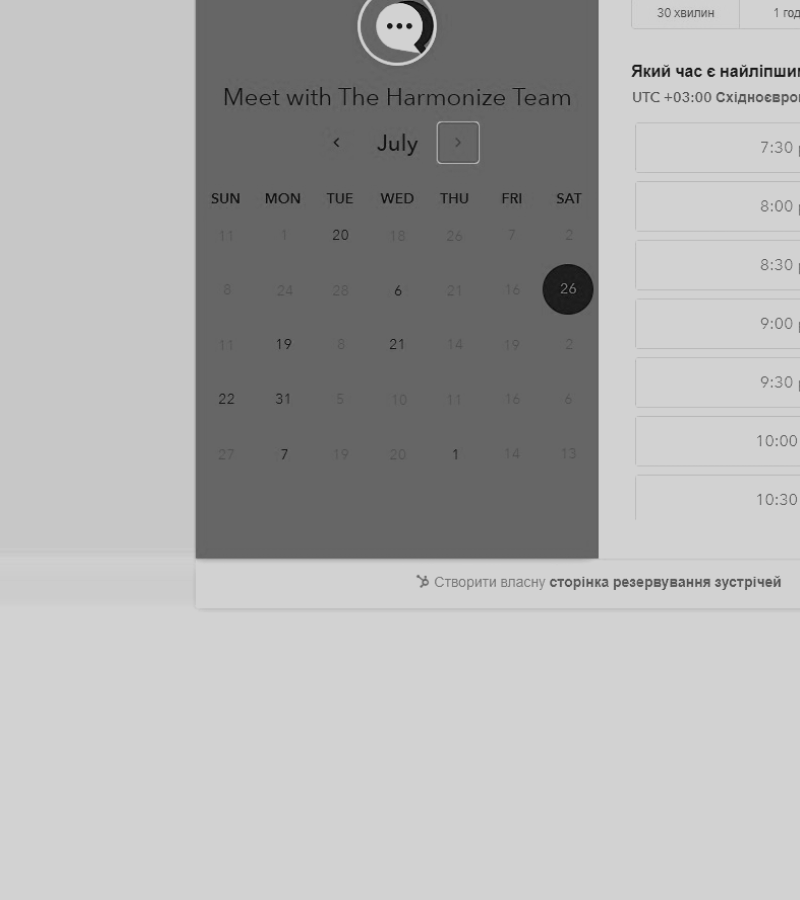 Meet with The Harmonize Team
July
SUN MON TUE WED THU FRI SAT
11 1 20 18 26 7 2
8 24 28 6 21 16 26
11 19 8 21 14 19 2
22 31 5 10 11 16 6
27 7 19 20 1 14 13
30 хвилин 1 год
Який час є найліпши
UTC +03:00 Східноєвро
7:30
8:00
8:30
9:00
9:30
10:00
10:30
Створити власну сторінка резервування зустрічей